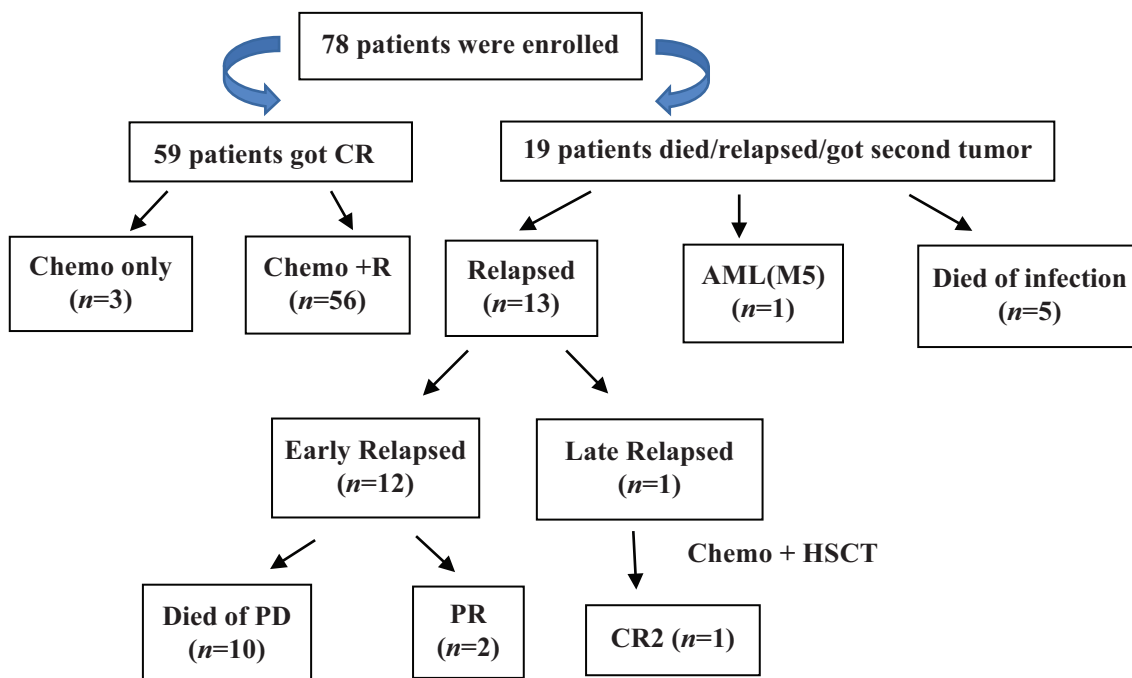 78 patients were enrolled
59 patients got CR
19 patients died/relapsed/got second tumor
Chemo only
(n=3)
Chemo +R
(n=56)
Relapsed
(n=13)
AML(M5)
(n=1)
Died of infection
(n=5)
Early Relapsed
(n=12)
Late Relapsed
(n=1)
Chemo + HSCT
Died of PD
(n=10)
PR
(n=2)
CR2 (n=1)